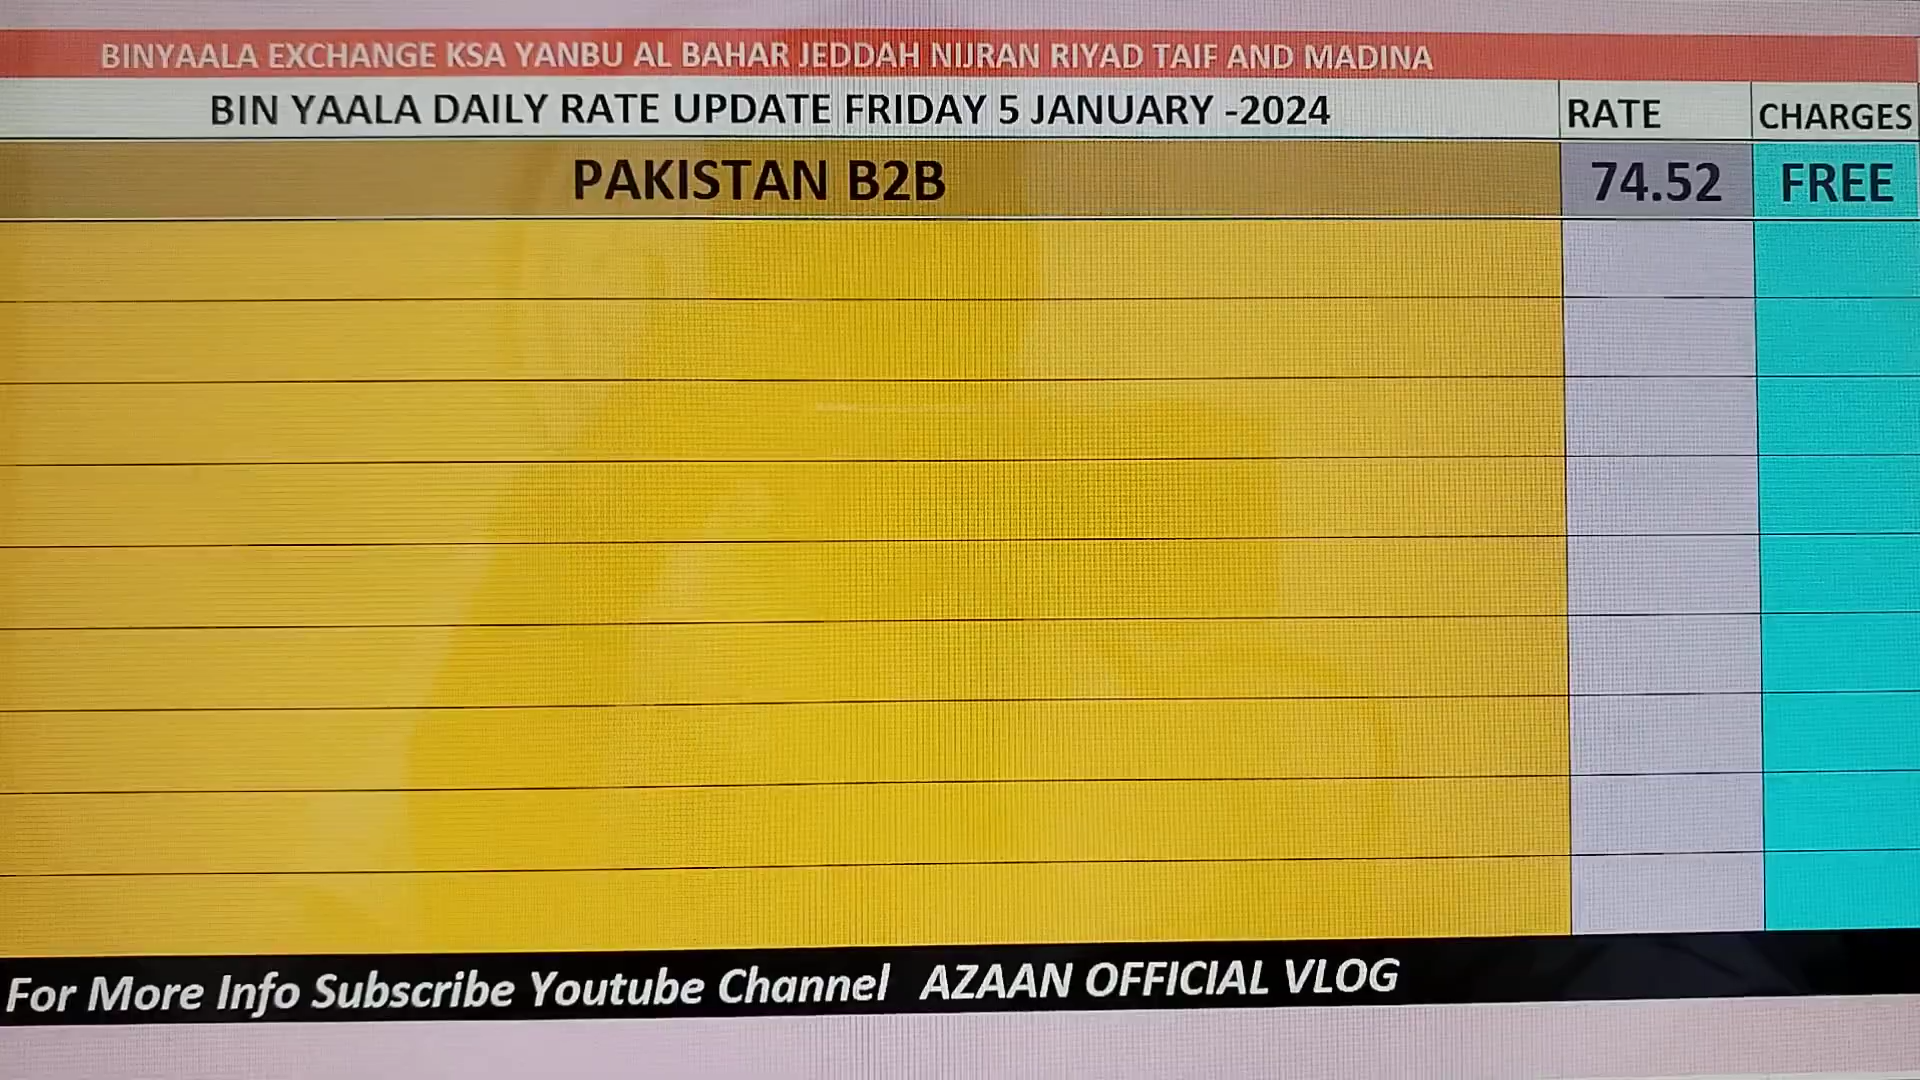 BINYAALA EXCHANGE KSA YANBU AL BAHAR JEDDAH NIJRAN RIYAD TAIF AND MADINA
BIN YAALA DAILY RATE UPDATE FRIDAY 5 JANUARY -2024 RATE CHARGES
PAKISTAN B2B 74.52 FREE
For More Info Subscribe Youtube Channel AZAAN OFFICIAL VLOG